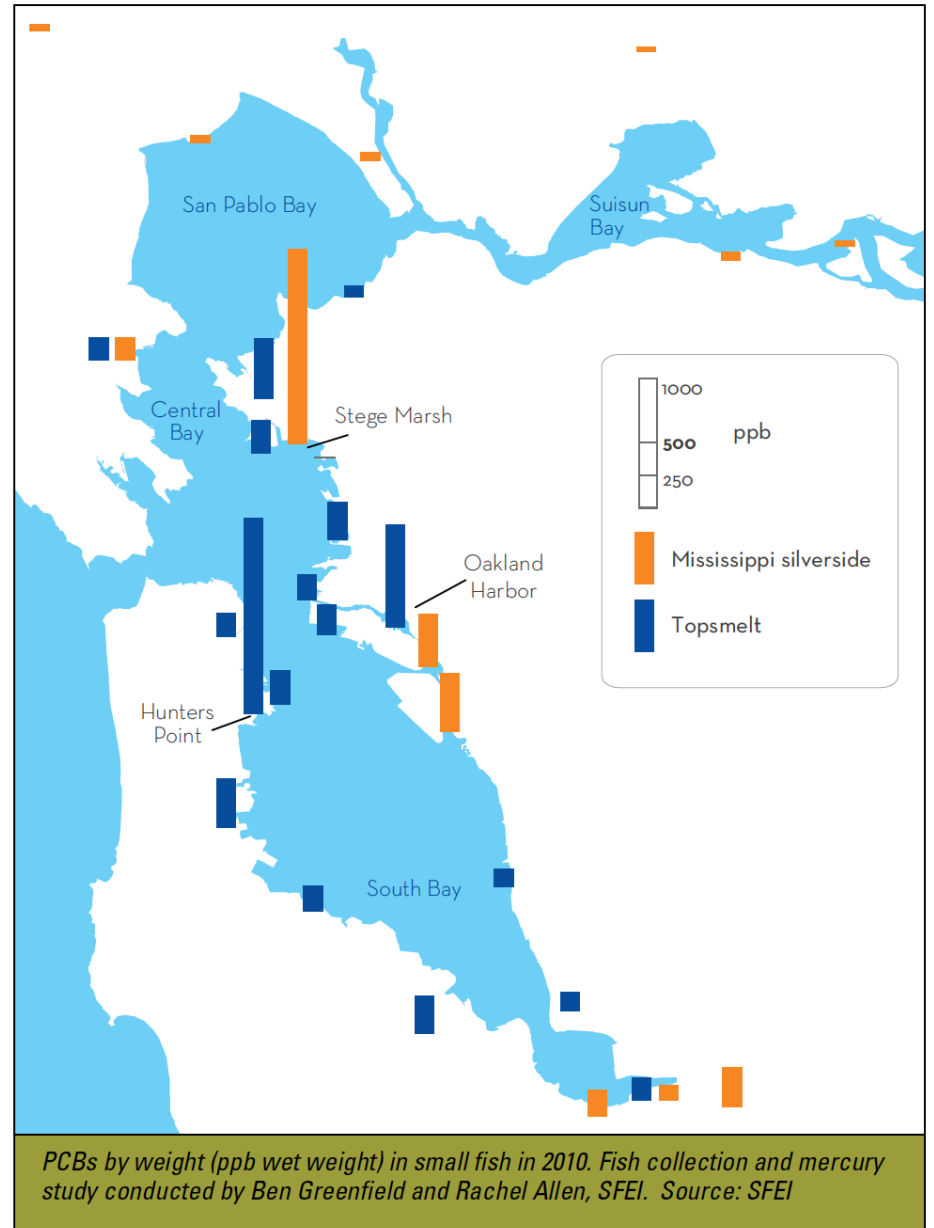 San Pablo Bay
Suisun
Bay
Central
Bay
Stege Marsh
1000
500
250
ppb
Mississippi silverside
Topsmelt
Oakland
Harbor
Hunters
Point
South Bay
PCBs by weight (ppb wet weight) in small fish in 2010. Fish collection and mercury
study conducted by Ben Greenfield and Rachel Allen, SFEI.  Source: SFEI